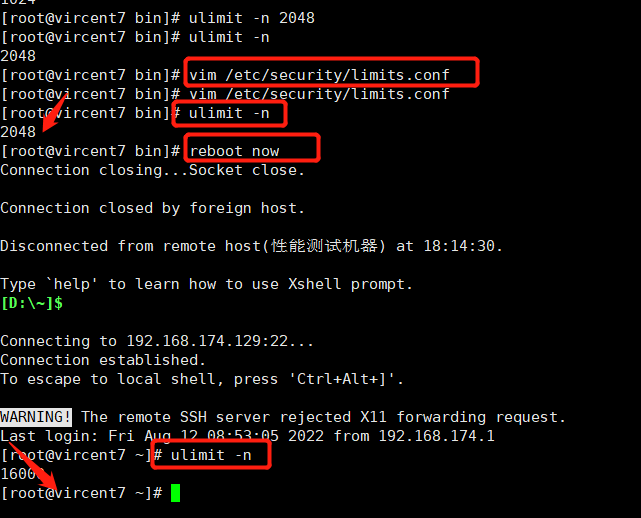 1024
[root@vircent7 bin]# ulimit -n 2048
[root@vircent7 bin]# ulimit -n
2048
[root@vircent7 bin]# vim /etc/security/limits.conf
[root@vircent7 bin]# vim /etc/security/limits.conf
[root@vircent7 bin]# ulimit -n
2048
[root@vircent7 bin]# reboot now
Connection closing...Socket close.
Connection closed by foreign host.
Disconnected from remote host(性能测试机器) at 18:14:30.
Type `help' to learn how to use Xshell prompt.
[D:\~]$
Connecting to 192.168.174.129:22...
Connection established.
To escape to local shell, press 'Ctrl+Alt+]'.
WARNING! The remote SSH server rejected X11 forwarding request.
Last login: Fri Aug 12 08:53:05 2022 from 192.168.174.1
[root@vircent7 ~]# ulimit -n
16000
[root@vircent7 ~]#